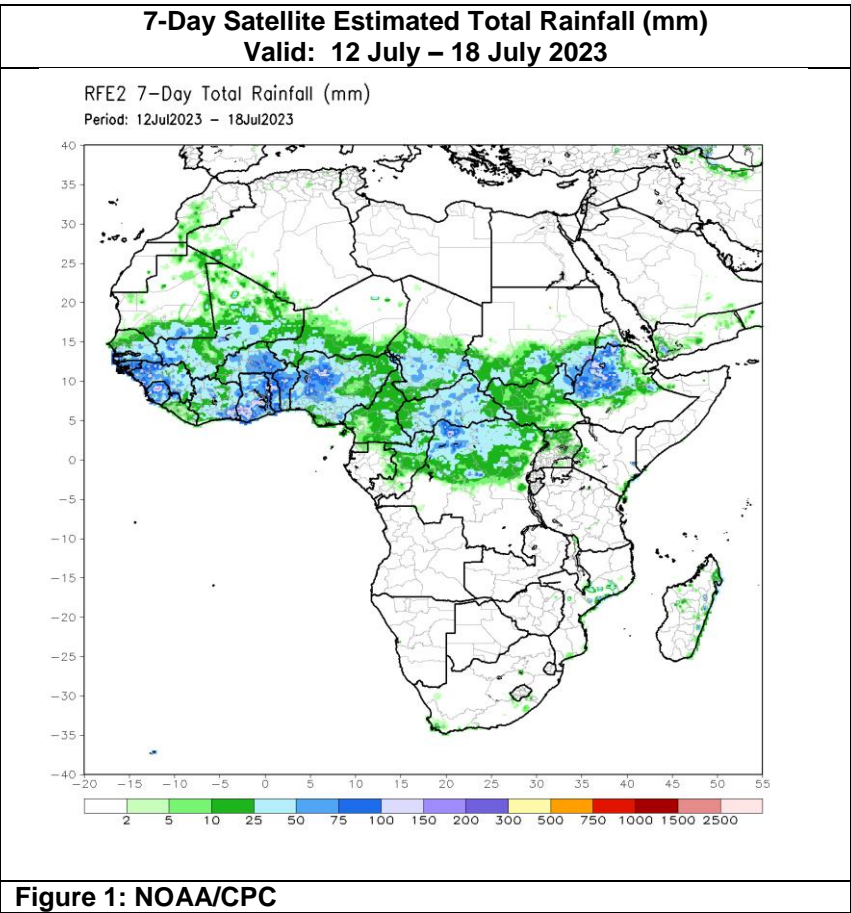 7-Day Satellite Estimated Total Rainfall (mm)
Valid:  12 July – 18 July 2023
RFE2 7-Day Total Rainfall (mm)
Period: 12Jul2023 - 18Jul2023
40
35
30
25
20
15
10
5
0
-5
-10
-15
-20
-25
-30
-35
-40
-20 -15 -10 -5 0 5 10 15 20 25 30 35 40 45 50 55
2 5 10 25 50 75 100 150 200 300 500 750 1000 1500 2500
Figure 1: NOAA/CPC